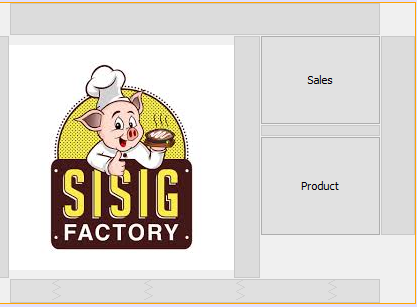 SISIG
FACTORY
Sales
Product